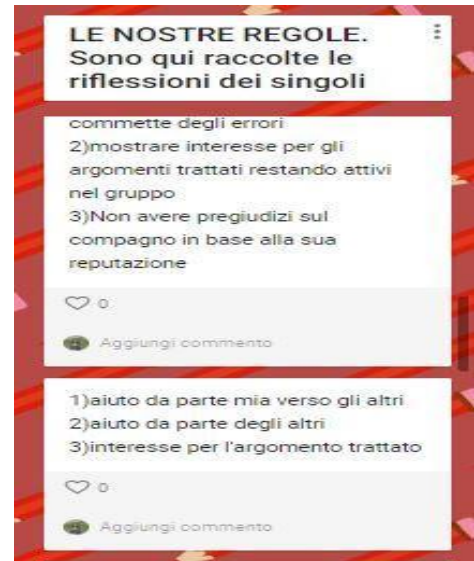 LE NOSTRE REGOLE.
Sono qui raccolte le
riflessioni dei singoli
commette degli errori
2)mostrare interesse per gli
argomenti trattati restando attivi
nel gruppo
3)Non avere pregiudizi sul
compagno in base alla sua
reputazione
0
Aggiungi commento
1)aiuto da parte mia verso gli altri
2)aiuto da parte degli altri
3)interesse per l'argomento trattato
0
Aggiungi commento